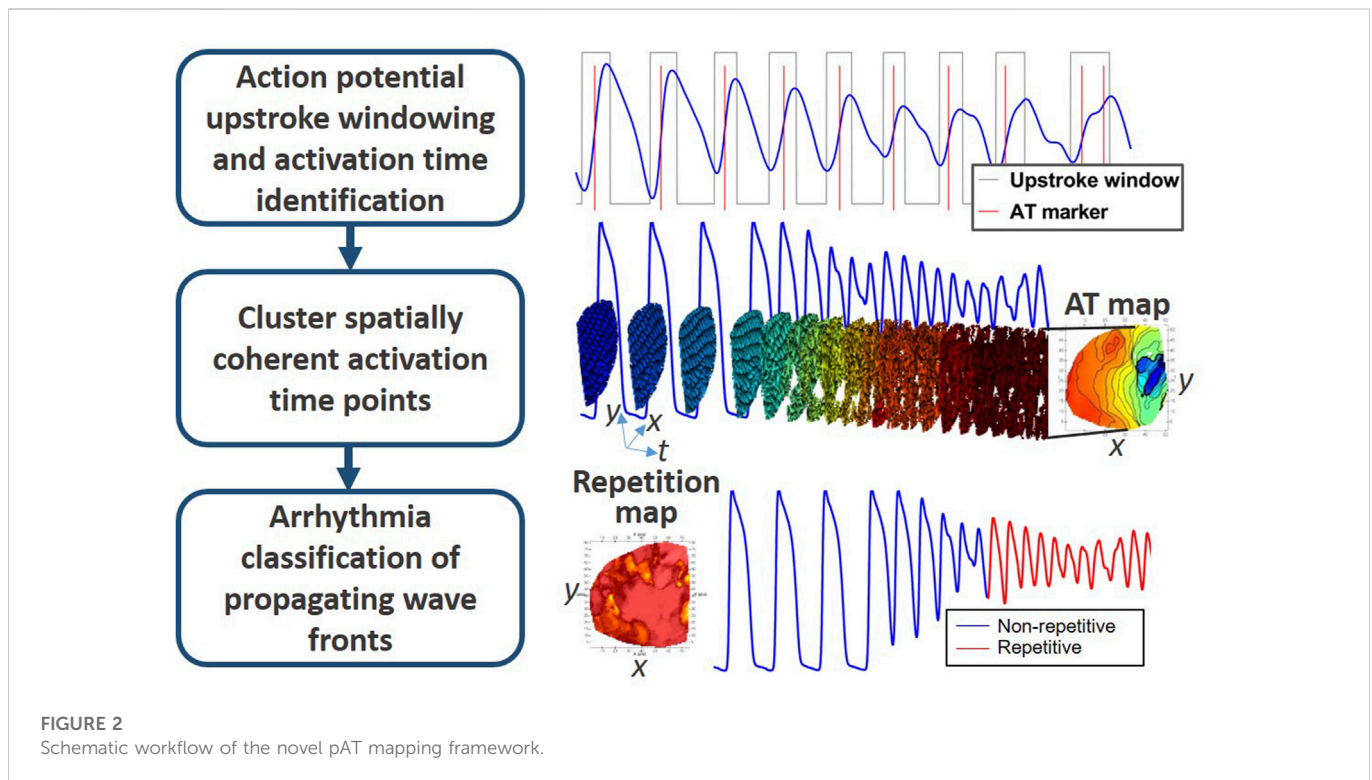 Action potential
upstroke windowing
and activation time
identification
Upstroke window
AT marker
Cluster spatially
coherent activation
time points
y
x
t
AT map
y
x
Arrhythmia
classification of
propagating wave
fronts
Repetition
map
y
x
Non-repetitive
Repetitive
FIGURE 2
Schematic workflow of the novel pAT mapping framework.